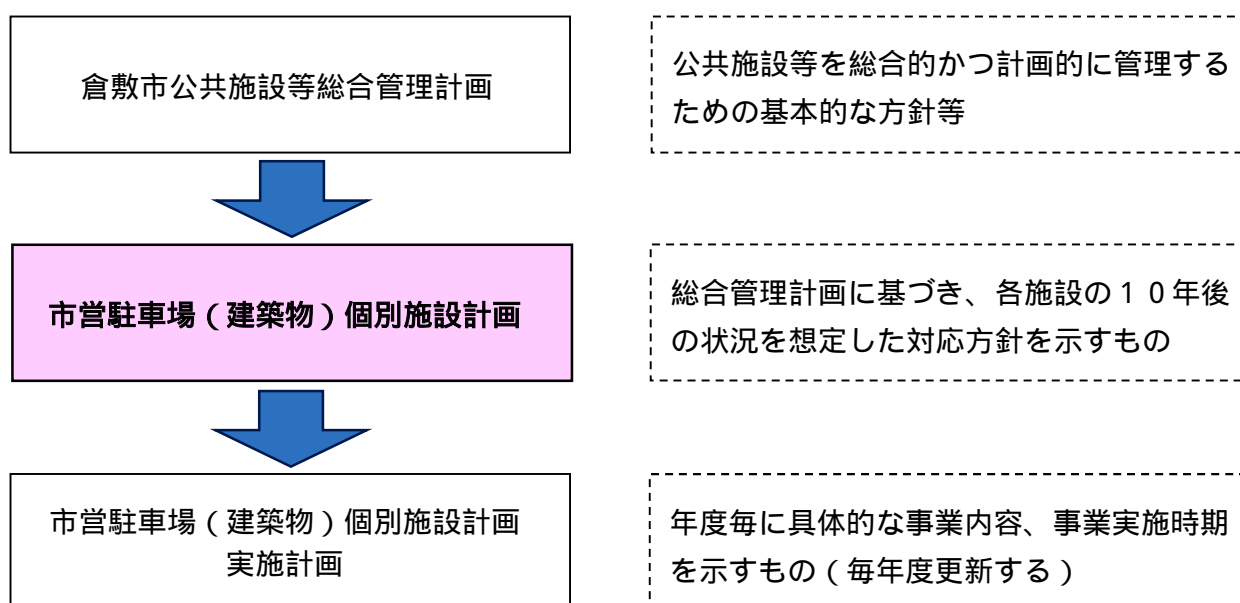 倉敷市公共施設等総合管理計画
公共施設等を総合的かつ計画的に管理する
ための基本的な方針等
市営駐車場（建築物）個別施設計画
総合管理計画に基づき、各施設の１０年後
の状況を想定した対応方針を示すもの
市営駐車場（建築物）個別施設計画
実施計画
年度毎に具体的な事業内容、事業実施時期
を示すもの（毎年度更新する）